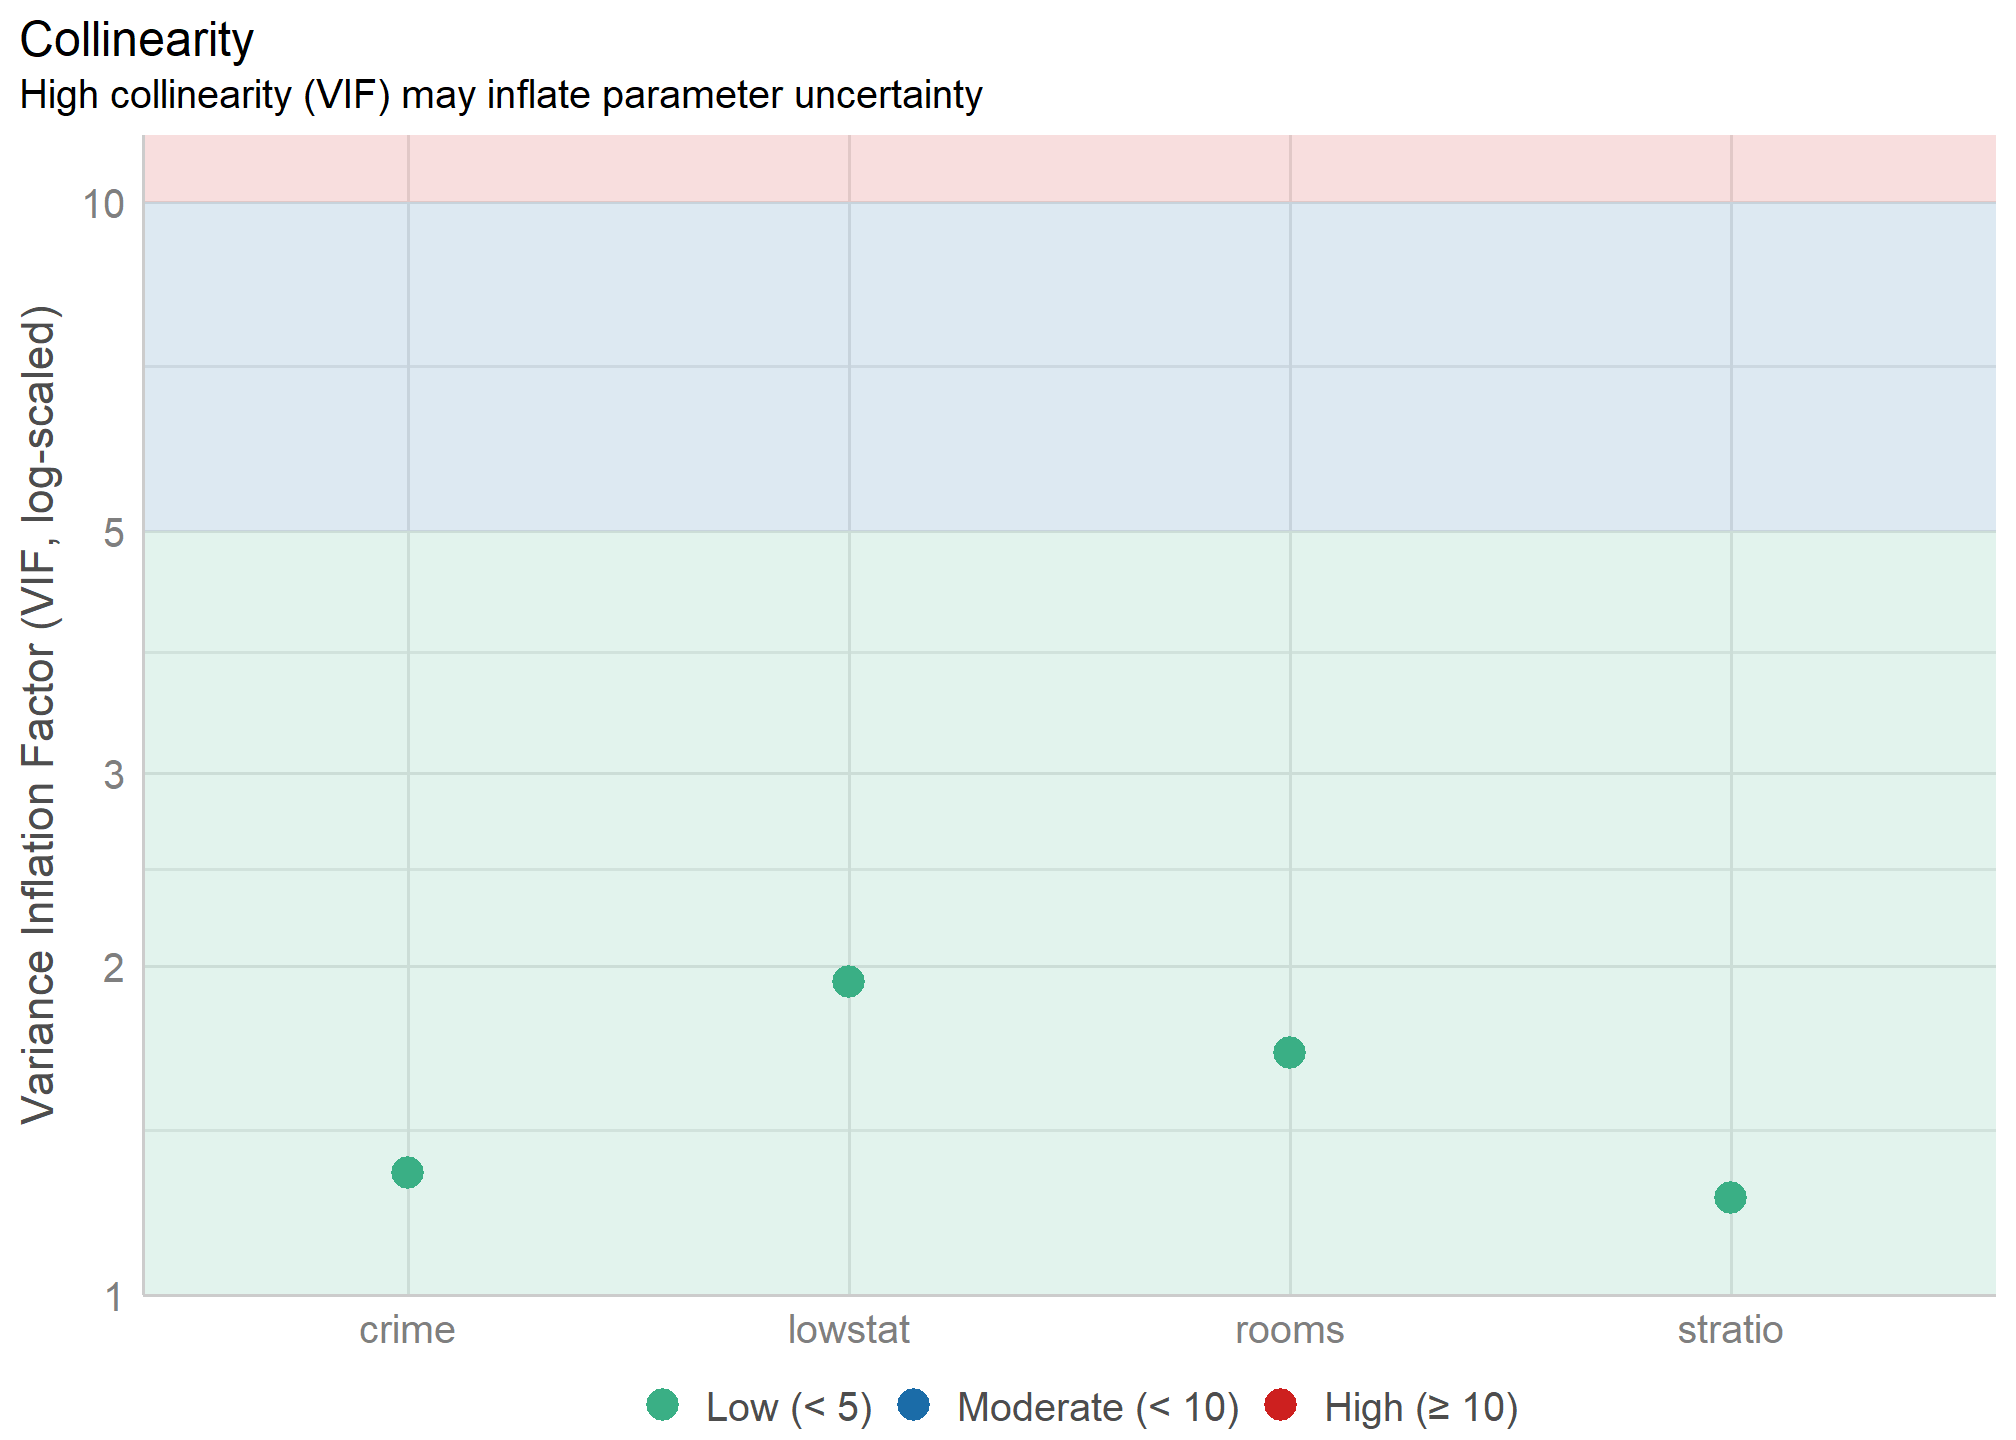 Collinearity
High collinearity (VIF) may inflate parameter uncertainty
Variance Inflation Factor (VIF, log-scaled)
10
5
3
2
1
crime lowstat rooms stratio
Low (< 5) Moderate (< 10) High (≥ 10)